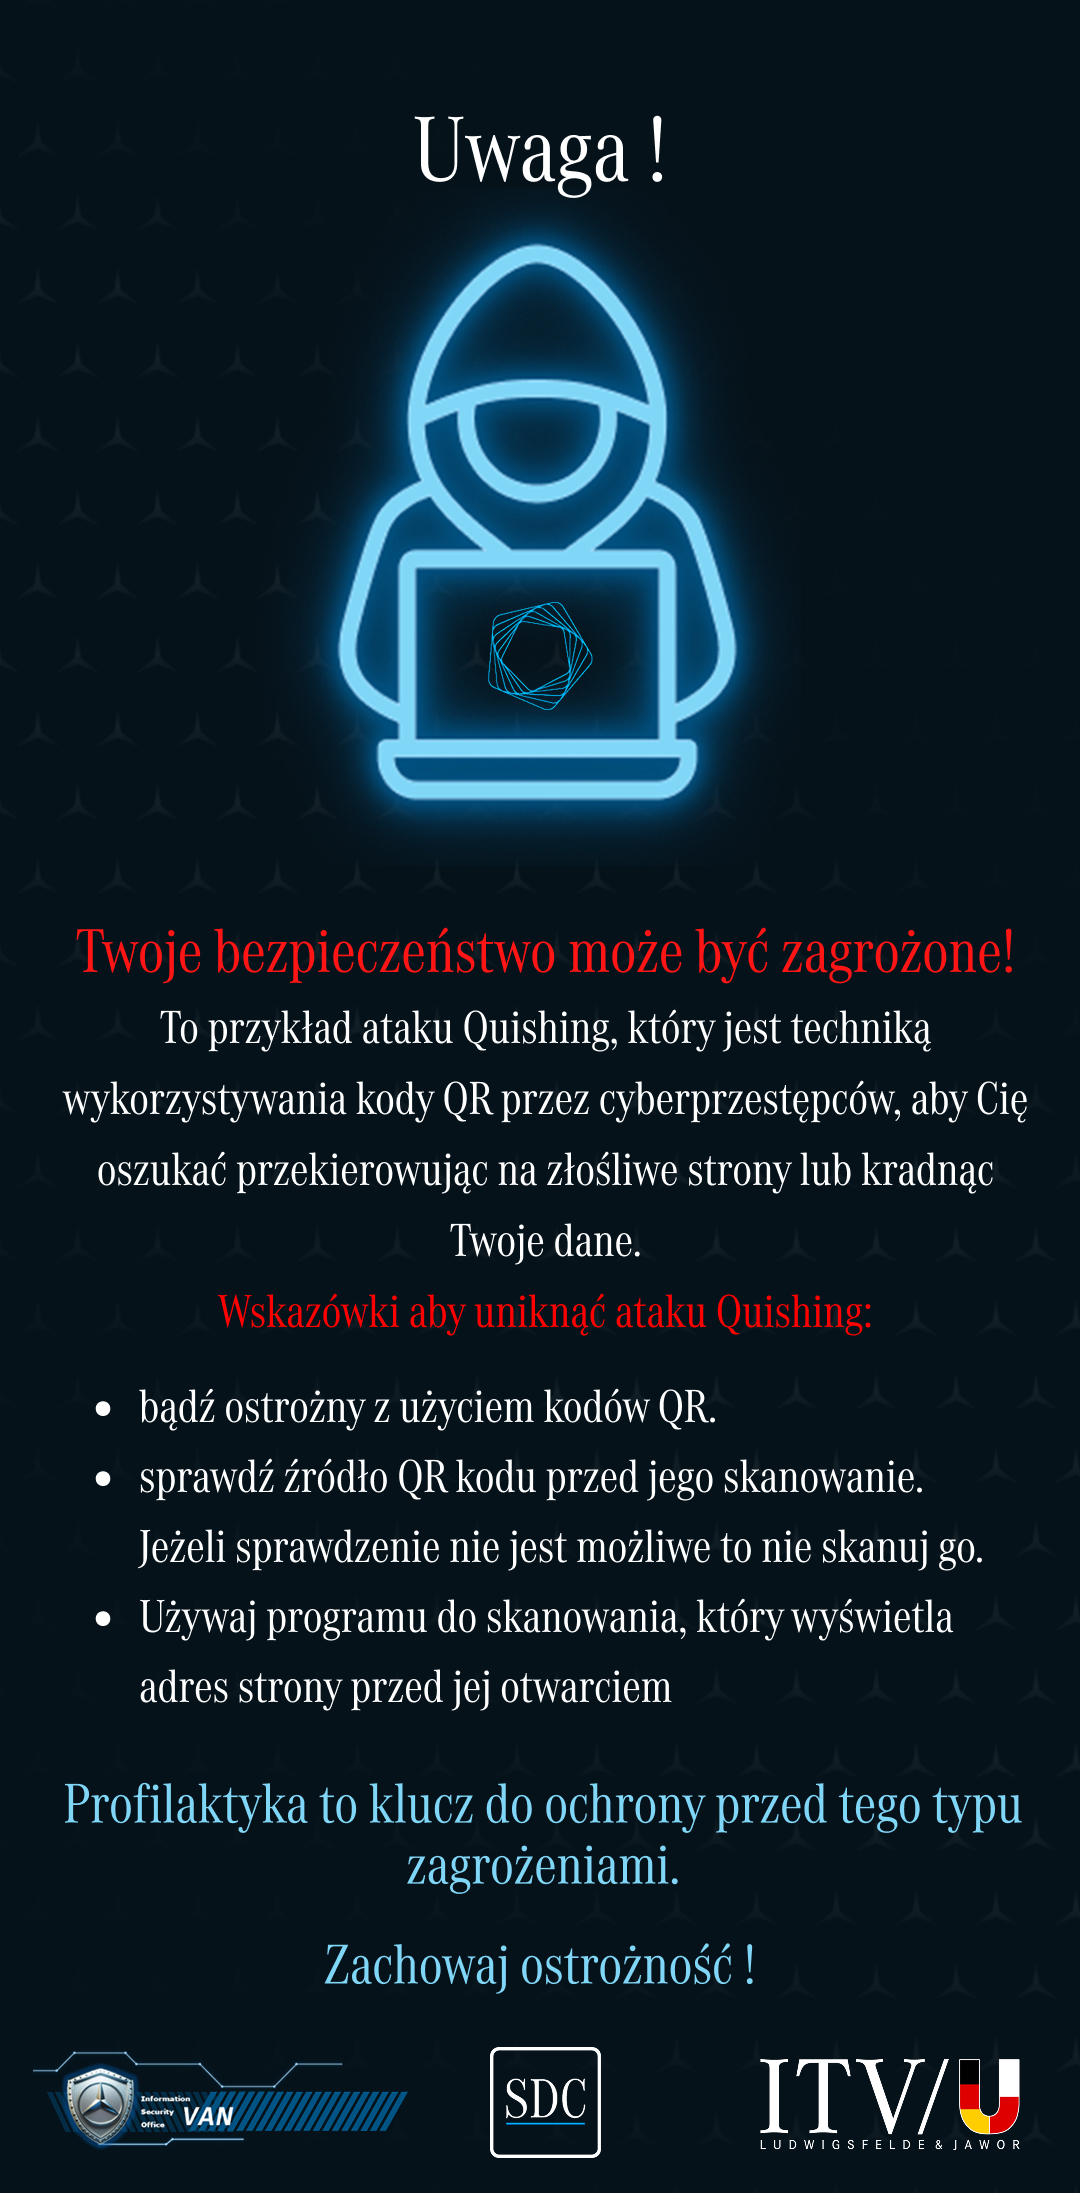 Uwaga !
Twoje bezpieczeństwo może być zagrożone!
To przykład ataku Quishing, który jest techniką
wykorzystywania kody QR przez cyberprzestępców, aby Cię
oszukać przekierowując na złośliwe strony lub kradnąc
Twoje dane.
Wskazówki aby uniknąć ataku Quishing:
• bądź ostrożny z użyciem kodów QR.
• sprawdź źródło QR kodu przed jego skanowanie.
Jeżeli sprawdzenie nie jest możliwe to nie skanuj go.
• Używaj programu do skanowania, który wyświetla
adres strony przed jej otwarciem
Profilaktyka to klucz do ochrony przed tego typu
zagrożeniami.
Zachowaj ostrożność !
Information
Security
Office VAN
SDC
ITV/U
LUDWIGSFELDE & JAWOR